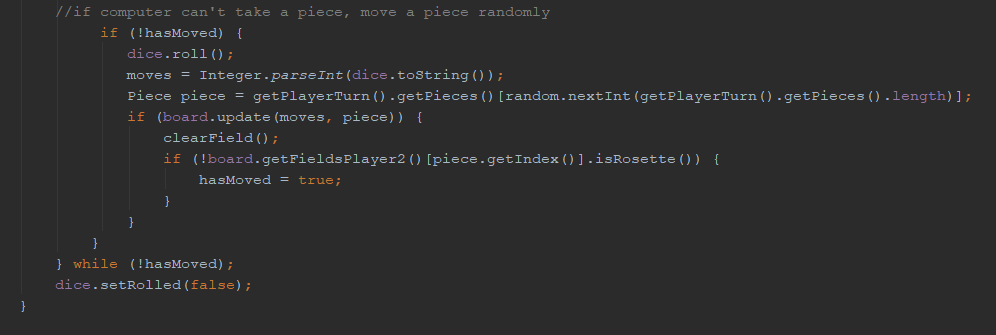 //if computer can't take a piece, move a piece randomly
if (!hasMoved) {
dice.roll();
moves = Integer.parseInt(dice.toString());
Piece piece = getPlayerTurn().getPieces()[random.nextInt(getPlayerTurn().getPieces().length)];
if (board.update(moves, piece)) {
clearField();
if (!board.getFieldsPlayer2()[piece.getIndex()].isRosette()) {
hasMoved = true;
}
}
}
} while (!hasMoved);
dice.setRolled(false);
}